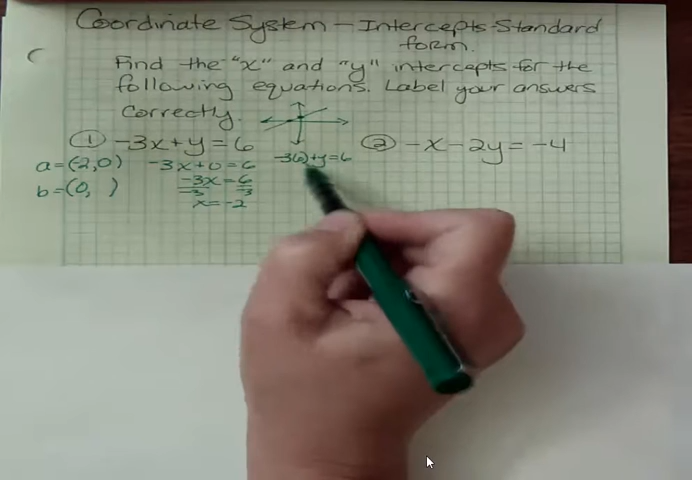 Coordinate System - Intercepts-Standard
form.
Find the "x" and "y" intercepts for the
following equations. Label your answers
correctly.
① -3x+y=6
② -x-2y=-4
a=(-2,0) -3x+0=6 -3(0)+y=6
b=(0, ) -3x=6
-3 -3
x=-2